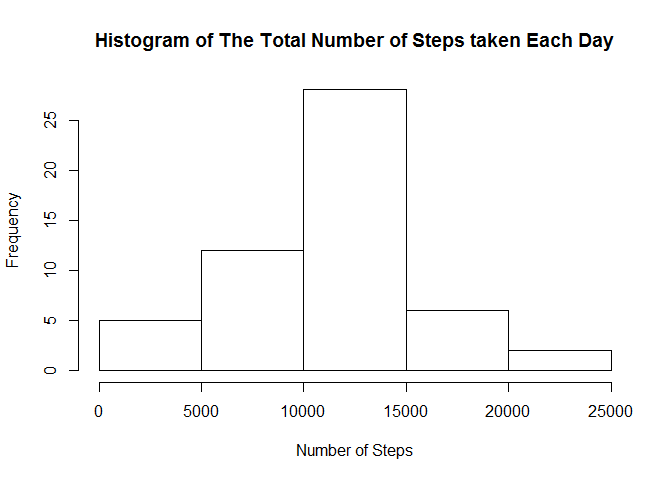 Histogram of The Total Number of Steps taken Each Day
Frequency
25
20
15
10
5
0
0 5000 10000 15000 20000 25000
Number of Steps